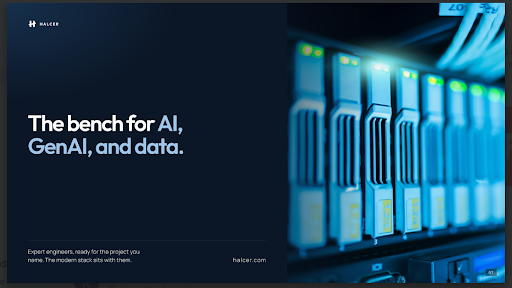 HALCER
The bench for AI,
GenAI, and data.
Expert engineers, ready for the project you
name. The modern stack sits with them.
halcer.com
01